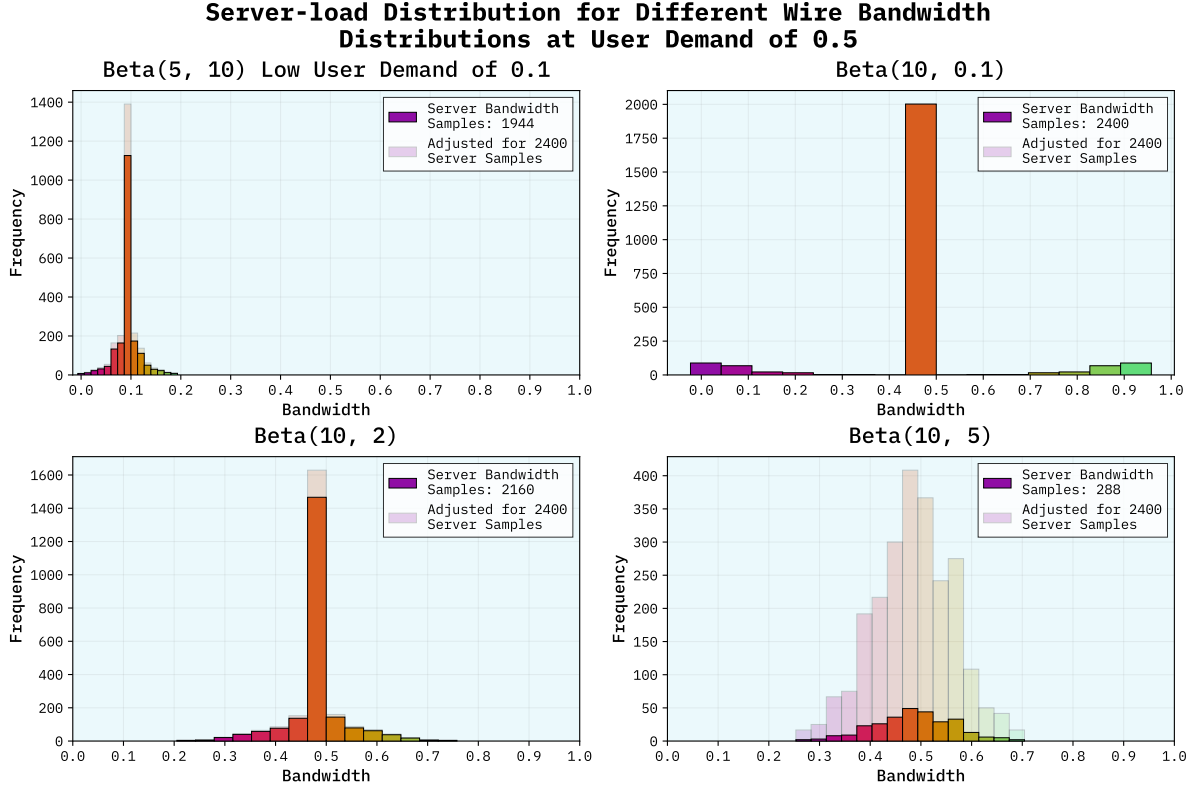 Server-load Distribution for Different Wire Bandwidth
Distributions at User Demand of 0.5
Beta(5, 10) Low User Demand of 0.1
Server Bandwidth
Samples: 1944
Adjusted for 2400
Server Samples
Frequency
1400
1200
1000
800
600
400
200
0
0.0 0.1 0.2 0.3 0.4 0.5 0.6 0.7 0.8 0.9 1.0
Bandwidth
Beta(10, 0.1)
Server Bandwidth
Samples: 2400
Adjusted for 2400
Server Samples
Frequency
2000
1750
1500
1250
1000
750
500
250
0
0.0 0.1 0.2 0.3 0.4 0.5 0.6 0.7 0.8 0.9 1.0
Bandwidth
Beta(10, 2)
Server Bandwidth
Samples: 2160
Adjusted for 2400
Server Samples
Frequency
1600
1400
1200
1000
800
600
400
200
0
0.0 0.1 0.2 0.3 0.4 0.5 0.6 0.7 0.8 0.9 1.0
Bandwidth
Beta(10, 5)
Server Bandwidth
Samples: 288
Adjusted for 2400
Server Samples
Frequency
400
350
300
250
200
150
100
50
0
0.0 0.1 0.2 0.3 0.4 0.5 0.6 0.7 0.8 0.9 1.0
Bandwidth